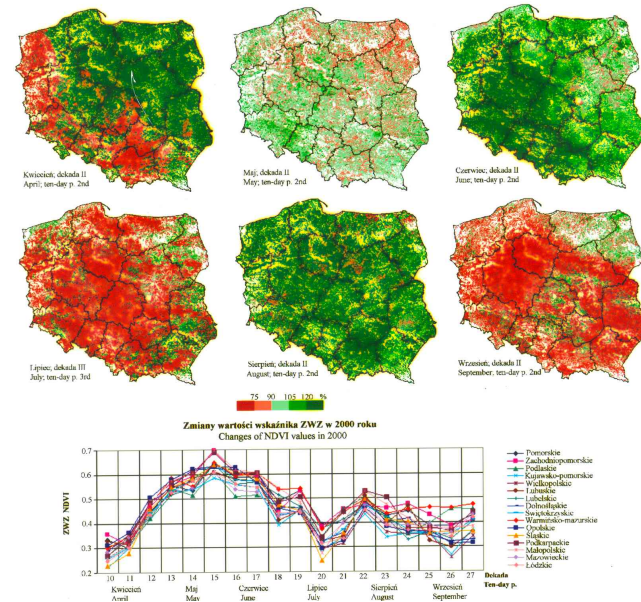 Kwiecień; dekada II
April; ten-day p. 2nd
Maj; dekada II
May; ten-day p. 2nd
Czerwiec; dekada II
June; ten-day p. 2nd
Lipiec; dekada III
July; ten-day p. 3rd
Sierpień; dekada II
August; ten-day p. 2nd
Wrzesień; dekada II
September; ten-day p. 2nd
75 90 105 120 %
Zmiany wartości wskaźnika ZWZ w 2000 roku
Changes of NDVI values in 2000
ZWZ NDVI
0.7
0.6
0.5
0.4
0.3
0.2
10 11 12 13 14 15 16 17 18 19 20 21 22 23 24 25 26 27
Dekada
Ten-day p.
Kwiecień Maj Czerwiec Lipiec Sierpień Wrzesień
April May June July August September
Pomorskie
Zachodniopomorskie
Podlaskie
Kujawsko-pomorskie
Wielkopolskie
Lubuskie
Lubelskie
Dolnośląskie
Świętokrzyskie
Warmińsko-mazurskie
Opolskie
Śląskie
Podkarpackie
Małopolskie
Mazowieckie
Łódzkie